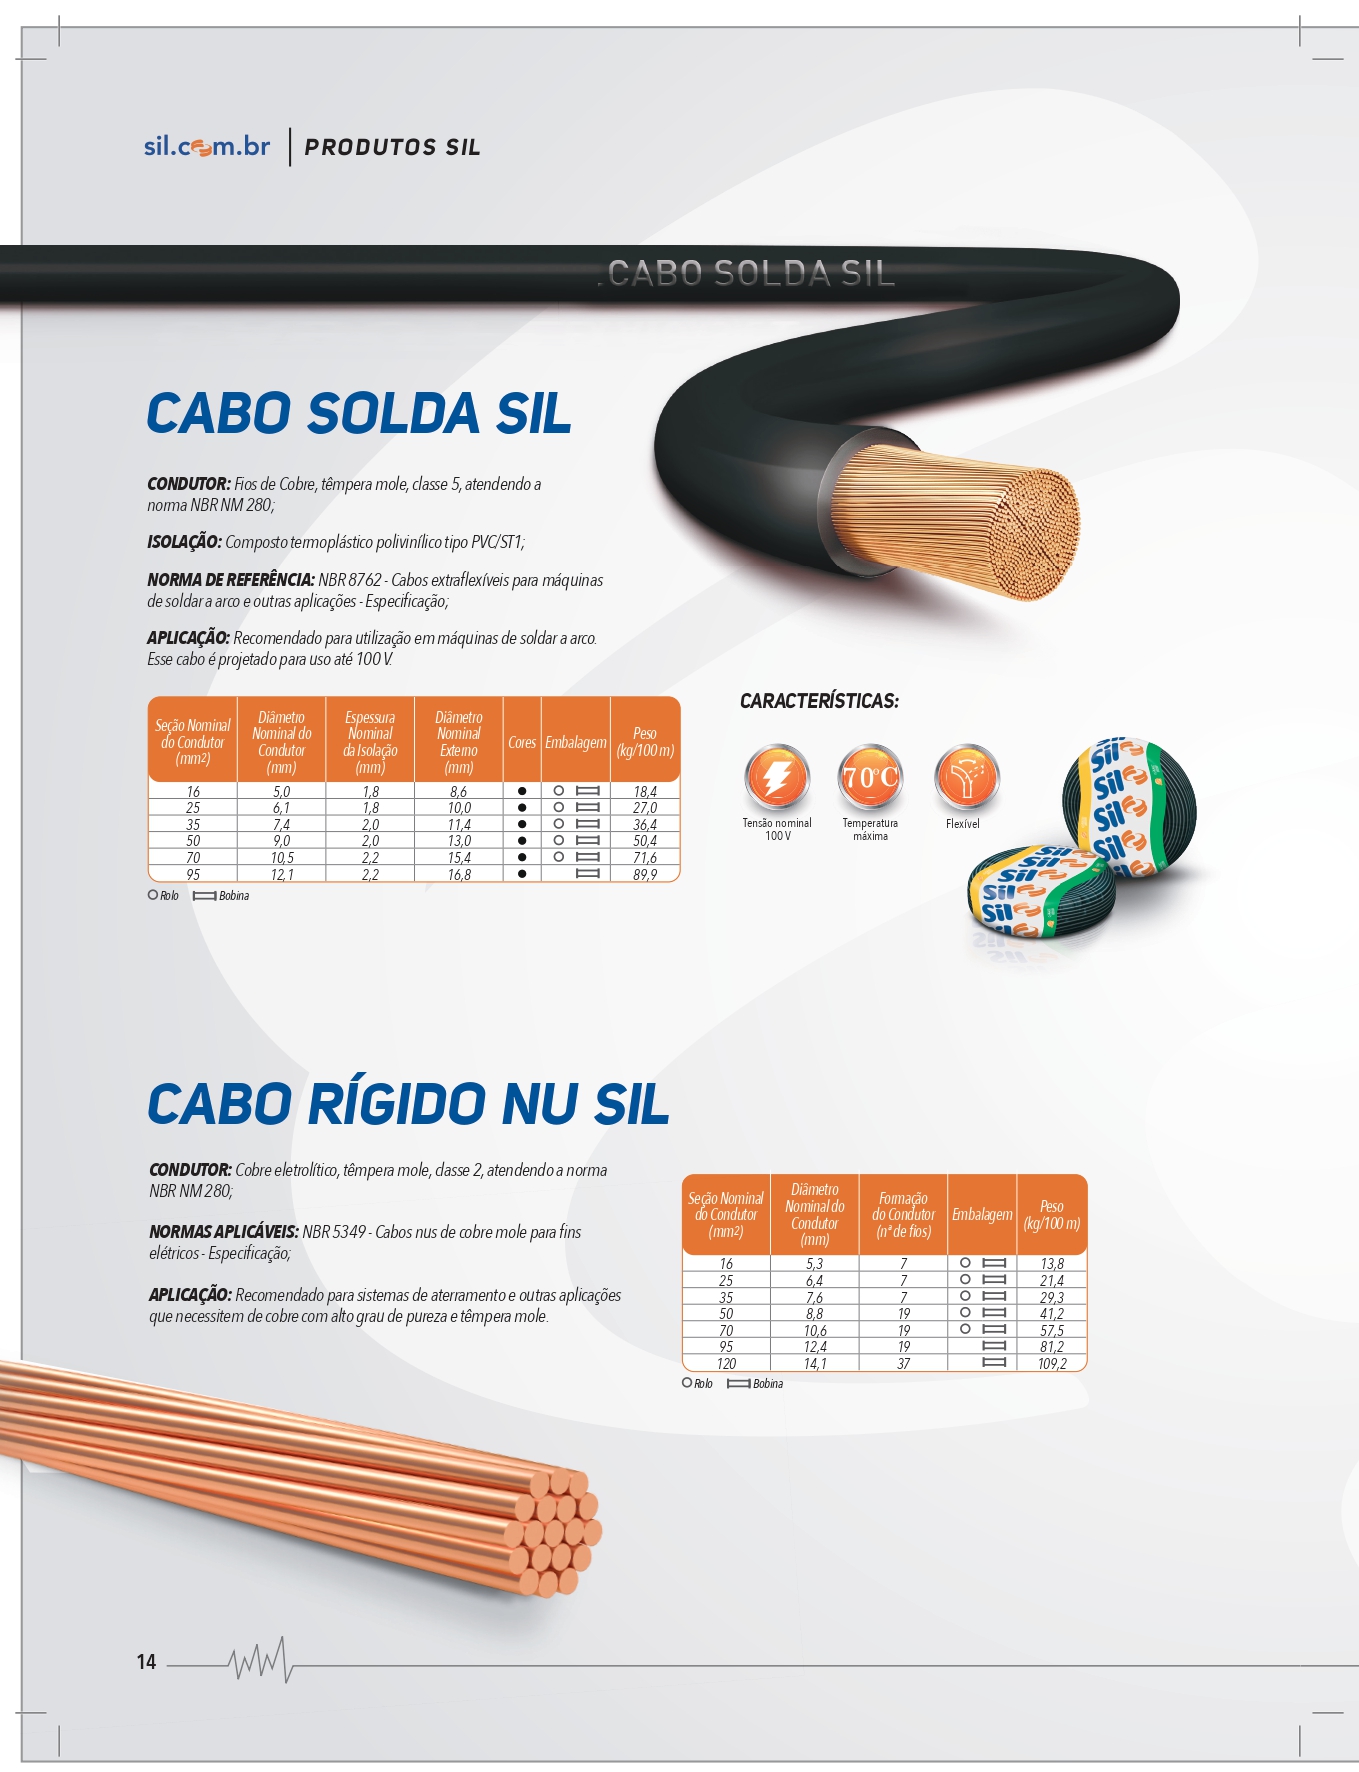 sil.com.br
PRODUTOS SIL
CABO SOLDA SIL
CABO SOLDA SIL
CONDUTOR: Fios de Cobre, têmpera mole, classe 5, atendendo a
norma NBR NM 280;
ISOLAÇÃO: Composto termoplástico polivinílico tipo PVC/ST1;
NORMA DE REFERÊNCIA: NBR 8762 - Cabos extraflexíveis para máquinas
de soldar a arco e outras aplicações - Especificação;
APLICAÇÃO: Recomendado para utilização em máquinas de soldar a arco.
Esse cabo é projetado para uso até 100 V.
Seção Nominal do Condutor (mm2) Diâmetro Nominal do Condutor (mm) Espessura Nominal da Isolação (mm) Diâmetro Nominal Externo (mm) Cores Embalagem Peso (kg/100 m)
16 5,0 1,8 8,6 18,4
25 6,1 1,8 10,0 27,0
35 7,4 2,0 11,4 36,4
50 9,0 2,0 13,0 50,4
70 10,5 2,2 15,4 71,6
95 12,1 2,2 16,8 89,9
Rolo Bobina
CARACTERÍSTICAS:
70ºC
Tensão nominal
100 V
Temperatura
máxima
Flexível
Sil
Sil
Sil
Sil
Sil
Sil
Sil
Sil
CABO RÍGIDO NU SIL
CONDUTOR: Cobre eletrolítico, têmpera mole, classe 2, atendendo a norma
NBR NM 280;
NORMAS APLICÁVEIS: NBR 5349 - Cabos nus de cobre mole para fins
elétricos - Especificação;
APLICAÇÃO: Recomendado para sistemas de aterramento e outras aplicações
que necessitem de cobre com alto grau de pureza e têmpera mole.
Seção Nominal do Condutor (mm2) Diâmetro Nominal do Condutor (mm) Formação do Condutor (nª de fios) Embalagem Peso (kg/100 m)
16 5,3 7 13,8
25 6,4 7 21,4
35 7,6 7 29,3
50 8,8 19 41,2
70 10,6 19 57,5
95 12,4 19 81,2
120 14,1 37 109,2
Rolo Bobina
14